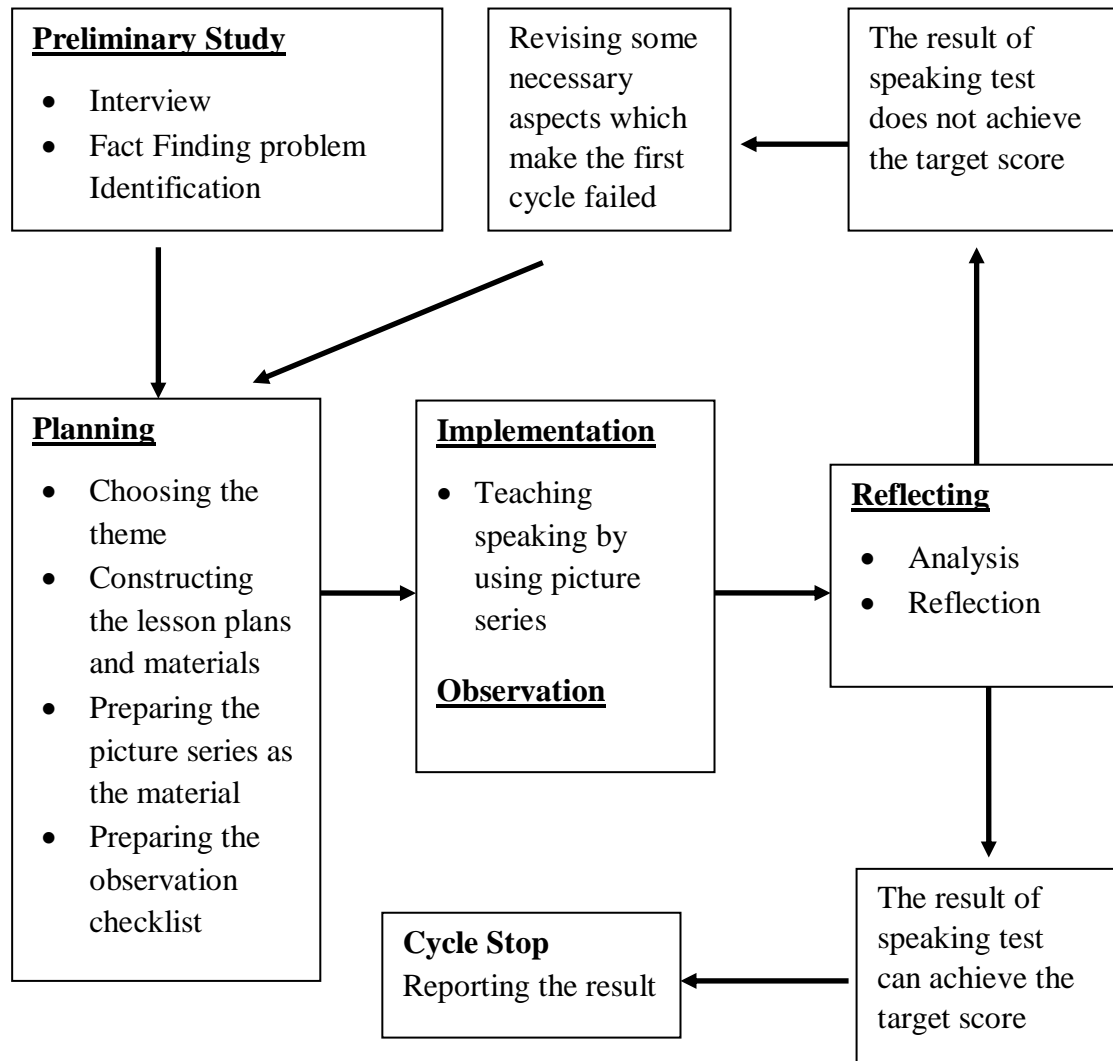 Preliminary Study
• Interview
• Fact Finding problem
Identification
Revising some
necessary
aspects which
make the first
cycle failed
The result of
speaking test
does not achieve
the target score
Planning
• Choosing the
theme
• Constructing
the lesson plans
and materials
• Preparing the
picture series as
the material
• Preparing the
observation
checklist
Implementation
• Teaching
speaking by
using picture
series
Observation
Reflecting
• Analysis
• Reflection
The result of
speaking test
can achieve the
target score
Cycle Stop
Reporting the result